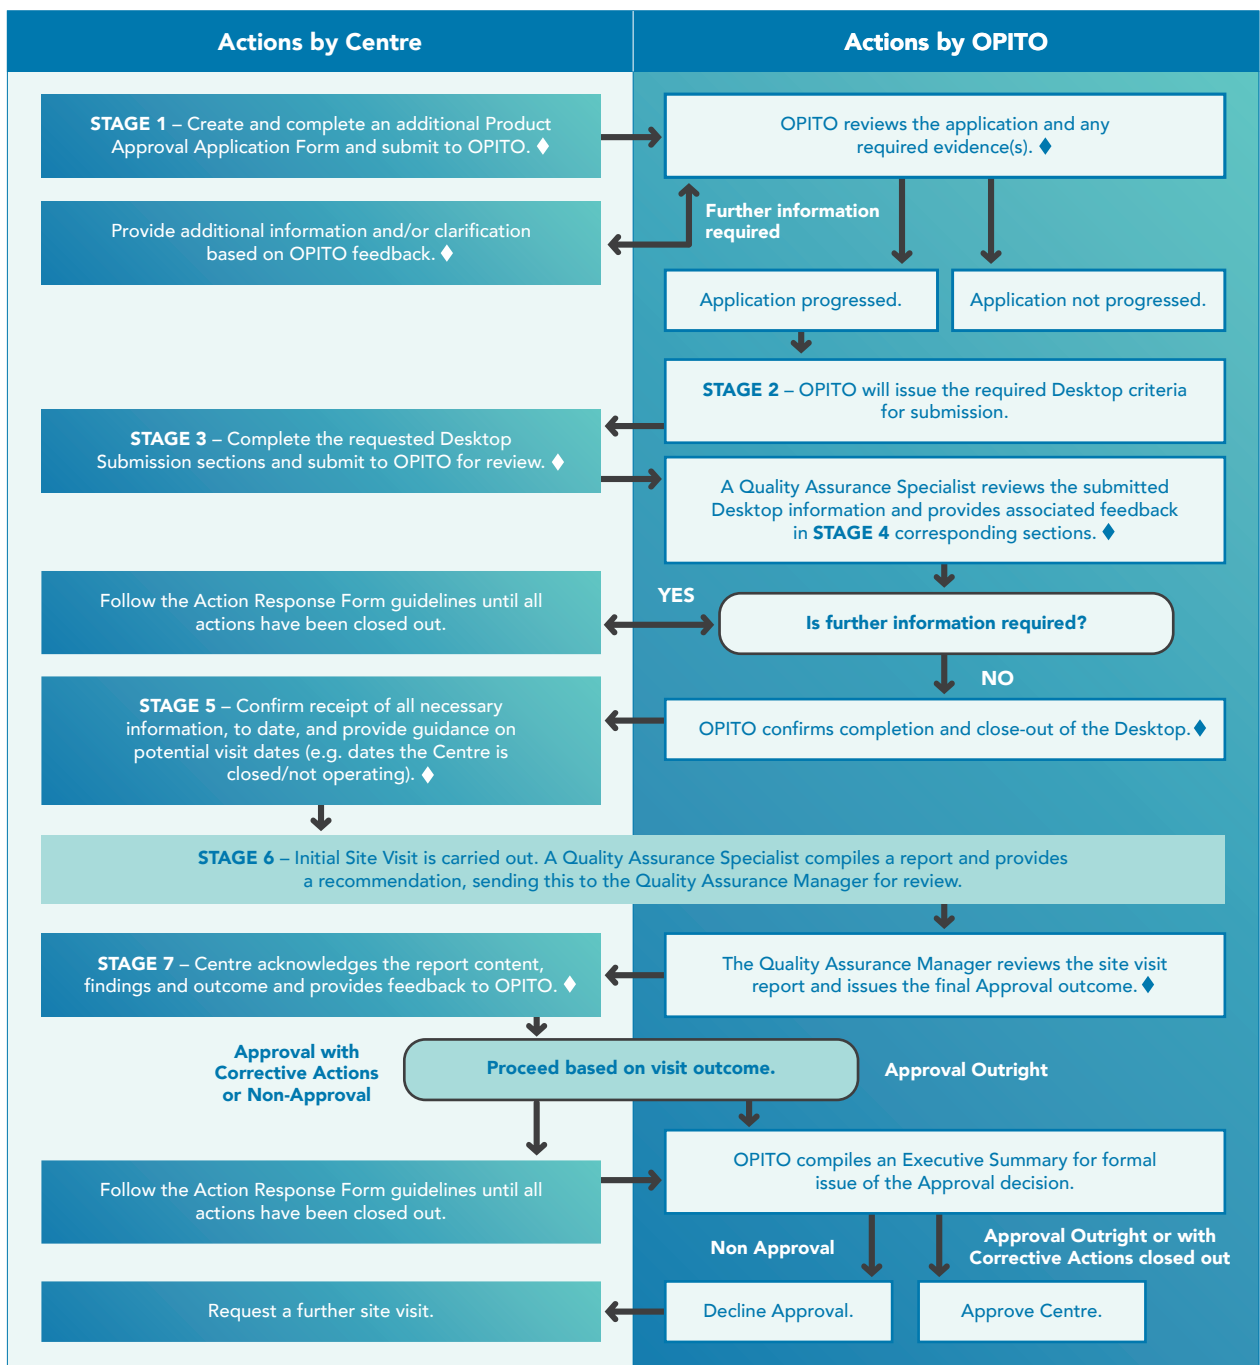 Actions by Centre
Actions by OPITO
STAGE 1 – Create and complete an additional Product
Approval Application Form and submit to OPITO. ♦
OPITO reviews the application and any
required evidence(s). ♦
Further information
required
Provide additional information and/or clarification
based on OPITO feedback. ♦
Application progressed.
Application not progressed.
STAGE 2 – OPITO will issue the required Desktop criteria
for submission.
STAGE 3 – Complete the requested Desktop
Submission sections and submit to OPITO for review. ♦
A Quality Assurance Specialist reviews the submitted
Desktop information and provides associated feedback
in STAGE 4 corresponding sections. ♦
Follow the Action Response Form guidelines until all
actions have been closed out.
YES
Is further information required?
NO
STAGE 5 – Confirm receipt of all necessary
information, to date, and provide guidance on
potential visit dates (e.g. dates the Centre is
closed/not operating). ♦
OPITO confirms completion and close-out of the Desktop. ♦
STAGE 6 – Initial Site Visit is carried out. A Quality Assurance Specialist compiles a report and provides
a recommendation, sending this to the Quality Assurance Manager for review.
STAGE 7 – Centre acknowledges the report content,
findings and outcome and provides feedback to OPITO. ♦
The Quality Assurance Manager reviews the site visit
report and issues the final Approval outcome. ♦
Approval with
Corrective Actions
or Non-Approval
Proceed based on visit outcome.
Approval Outright
Follow the Action Response Form guidelines until all
actions have been closed out.
OPITO compiles an Executive Summary for formal
issue of the Approval decision.
Non Approval
Approval Outright or with
Corrective Actions closed out
Request a further site visit.
Decline Approval.
Approve Centre.